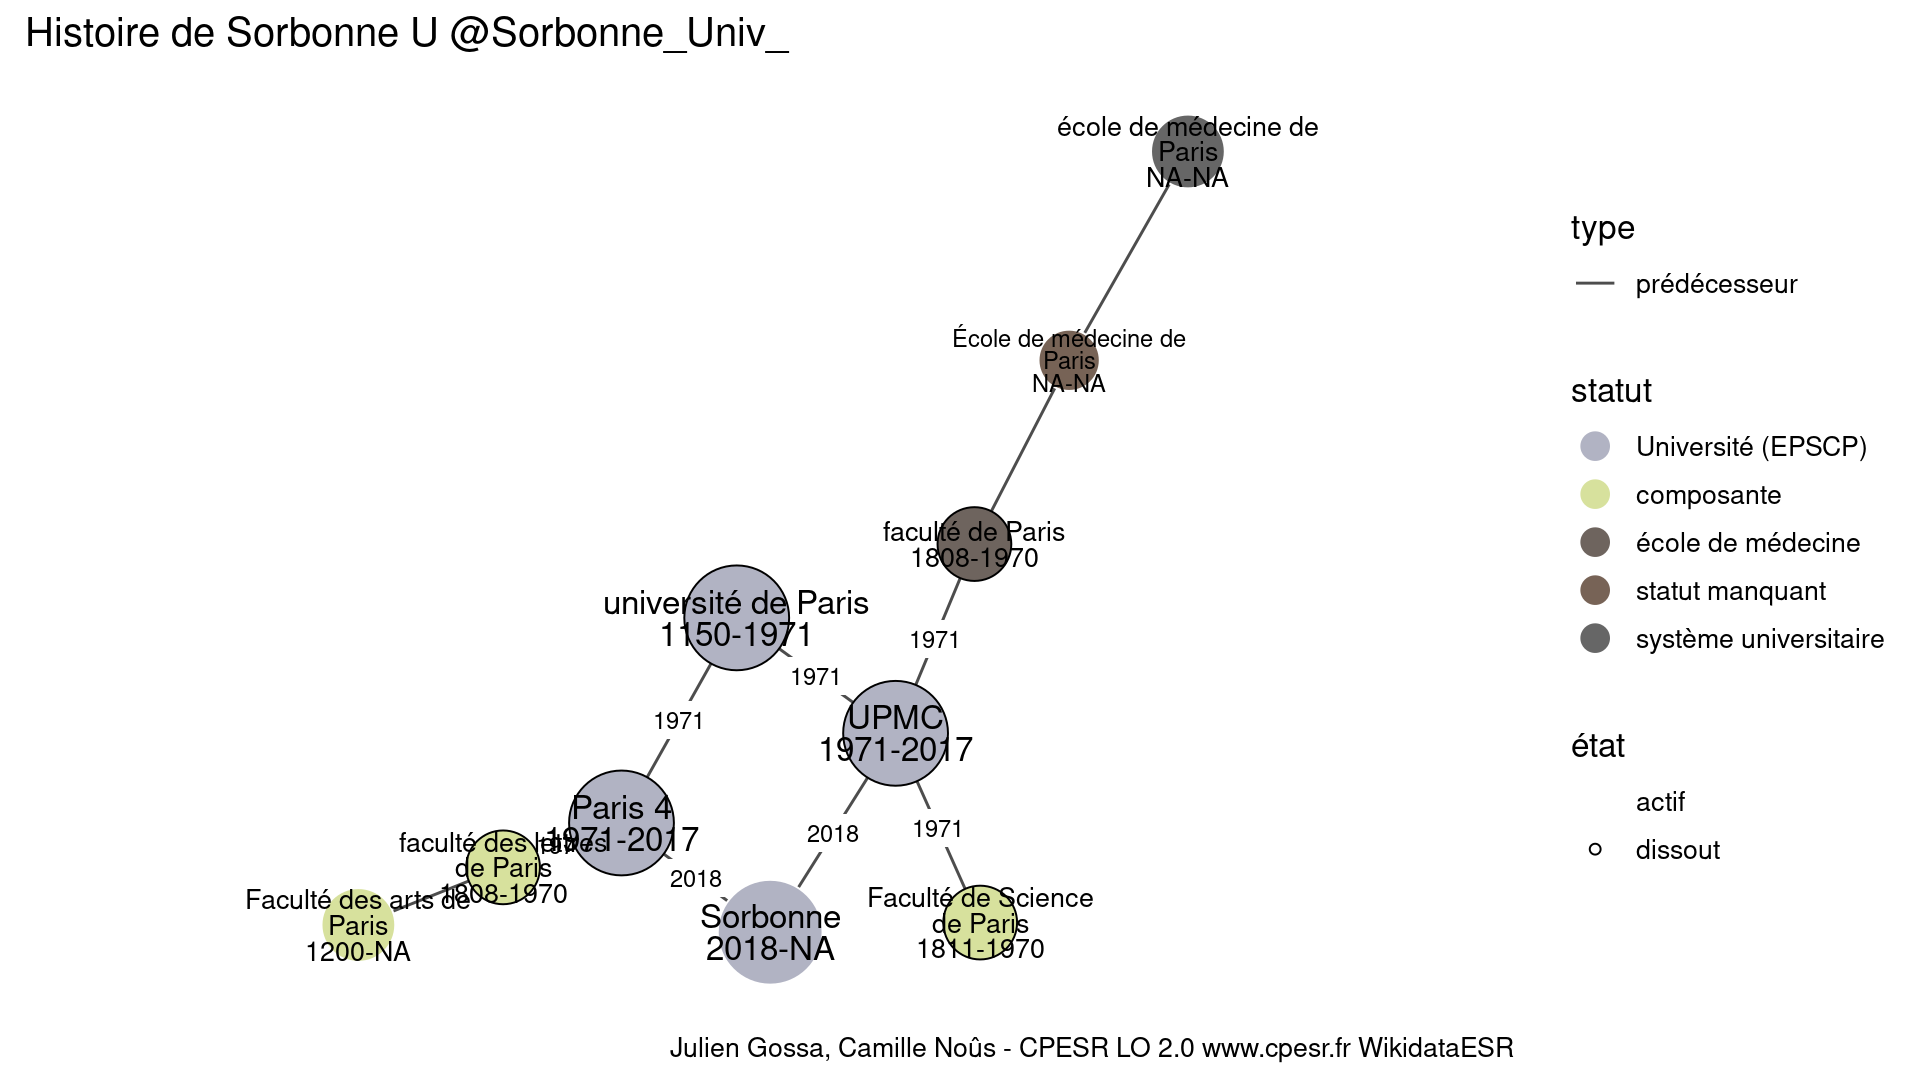 Histoire de Sorbonne U @Sorbonne_Univ_
école de médecine de
Paris
NA-NA
École de médecine de
Paris
NA-NA
faculté de Paris
1808-1970
université de Paris
1150-1971
1971
1971
1971
UPMC
1971-2017
Paris 4
1971-2017
2018
1971
faculté des lettres
de Paris
1808-1970
2018
Faculté des arts de
Paris
1200-NA
Sorbonne
2018-NA
Faculté de Science
de Paris
1811-1970
type
prédécesseur
statut
Université (EPSCP)
composante
école de médecine
statut manquant
système universitaire
état
actif
dissout
Julien Gossa, Camille Noûs - CPESR LO 2.0 www.cpesr.fr WikidataESR